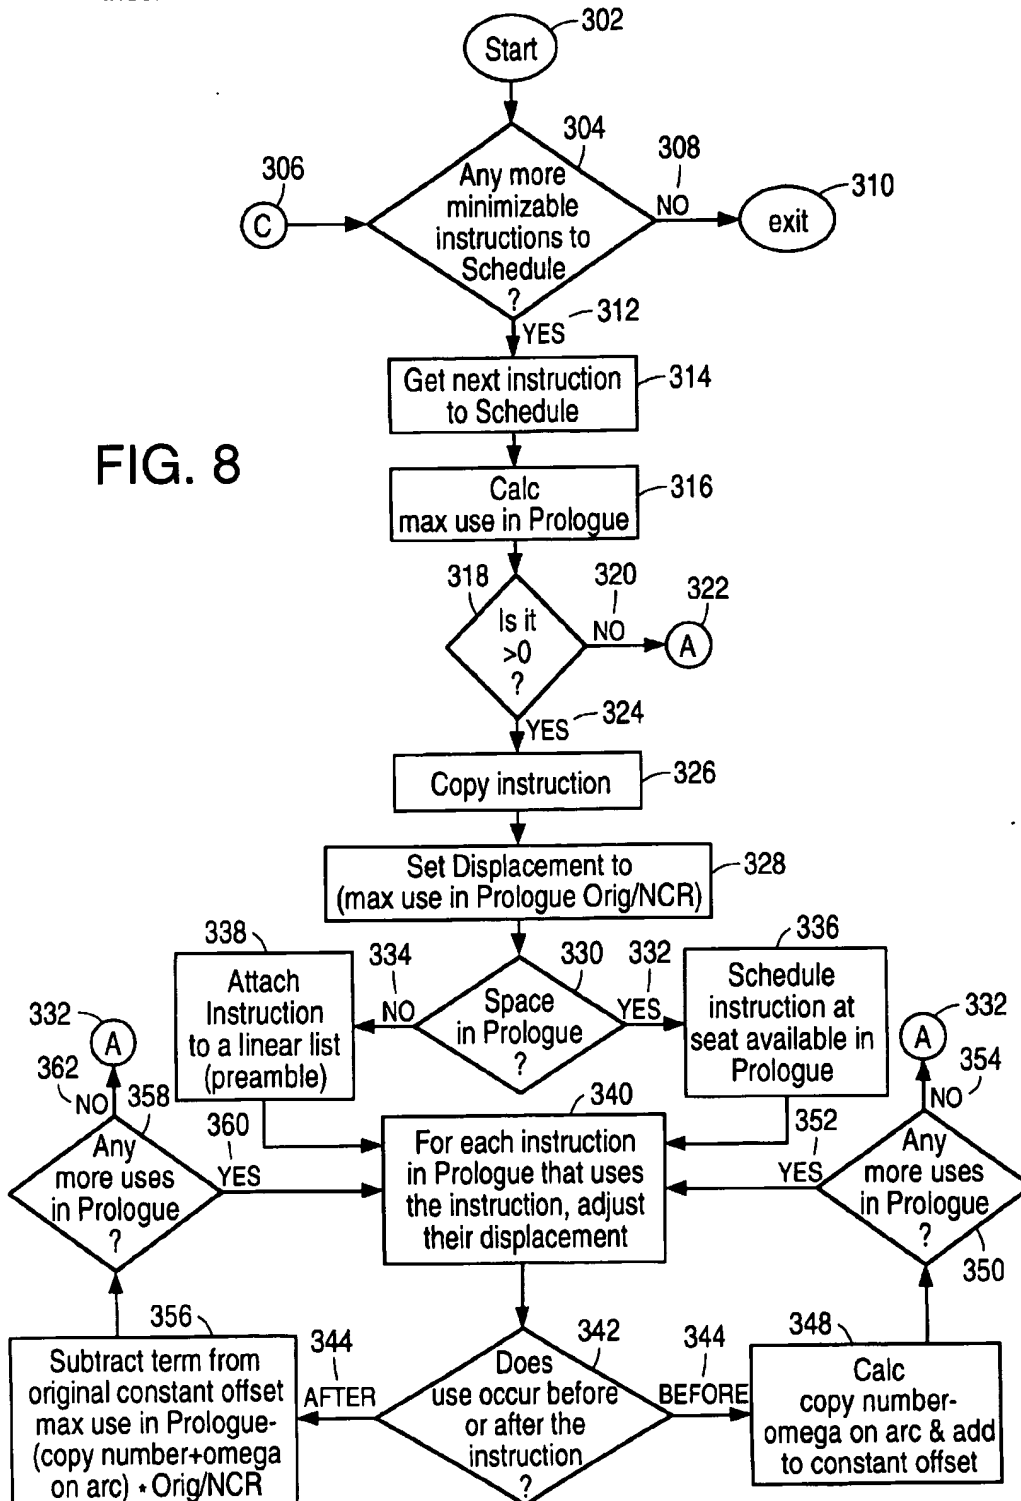 302
Start
304
308
306
310
Any more
minimizable
instructions to
Schedule
?
NO
C
exit
312
YES
Get next instruction
to Schedule
314
FIG. 8
Calc
max use in Prologue
316
318
320
322
Is it
>0
?
NO
A
324
YES
Copy instruction
326
Set Displacement to
(max use in Prologue Orig/NCR)
328
338
336
334
330
332
Attach
Instruction
to a linear list
(preamble)
NO
Space
in Prologue
?
YES
Schedule
instruction at
seat available in
Prologue
332
A
332
A
362
NO
358
354
NO
340
360
352
Any
more uses
in Prologue
?
YES
For each instruction
in Prologue that uses
the instruction, adjust
their displacement
YES
Any
more uses
in Prologue
?
350
356
344
342
344
348
Subtract term from
original constant offset
max use in Prologue-
(copy number+omega
on arc) • Orig/NCR
AFTER
Does
use occur before
or after the
instruction
?
BEFORE
Calc
copy number-
omega on arc & add
to constant offset